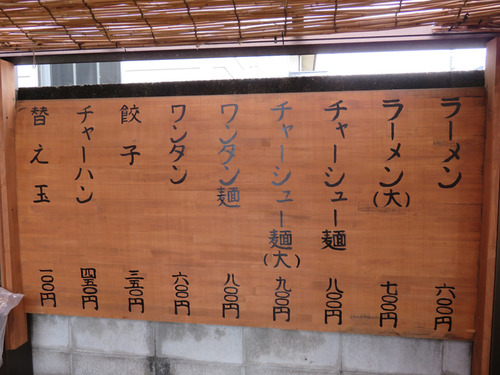 ラーメン 六〇〇円
ラーメン(大) 七〇〇円
チャーシュー麺 八〇〇円
チャーシュー麺(大) 九〇〇円
ワンタン麺 八〇〇円
ワンタン 六〇〇円
餃子 三五〇円
チャーハン 四五〇円
替え玉 一〇〇円